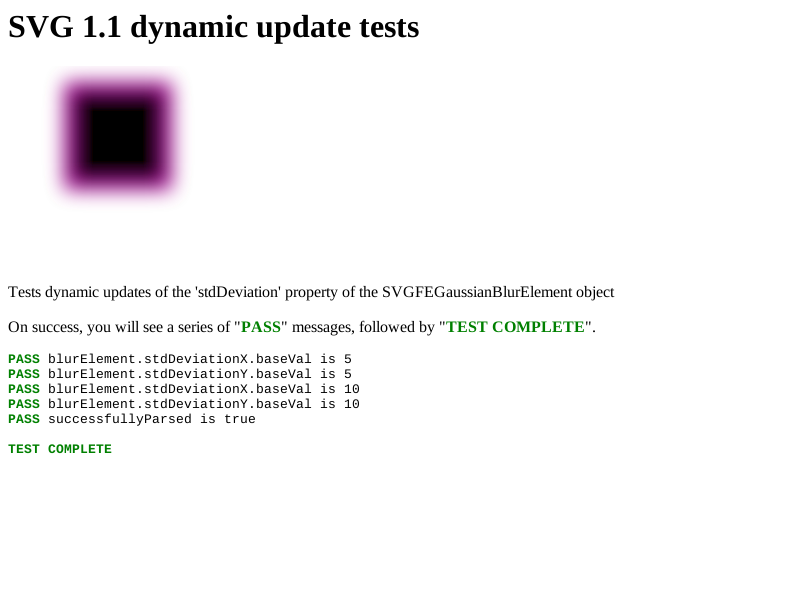 SVG 1.1 dynamic update tests
Tests dynamic updates of the 'stdDeviation' property of the SVGFEGaussianBlurElement object
On success, you will see a series of "PASS" messages, followed by "TEST COMPLETE".
PASS blurElement.stdDeviationX.baseVal is 5
PASS blurElement.stdDeviationY.baseVal is 5
PASS blurElement.stdDeviationX.baseVal is 10
PASS blurElement.stdDeviationY.baseVal is 10
PASS successfullyParsed is true
TEST COMPLETE